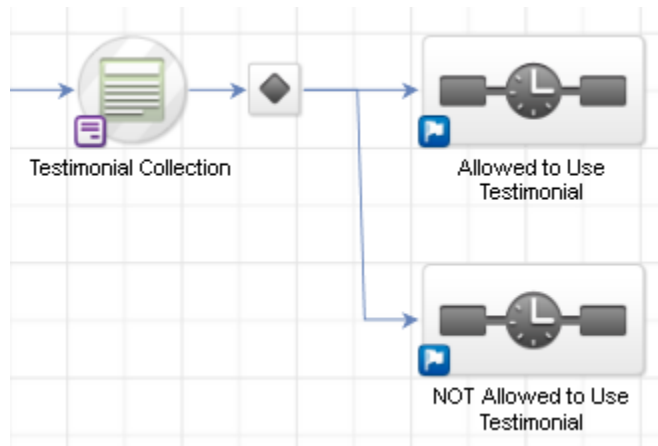 Testimonial Collection
Allowed to Use
Testimonial
NOT Allowed to Use
Testimonial